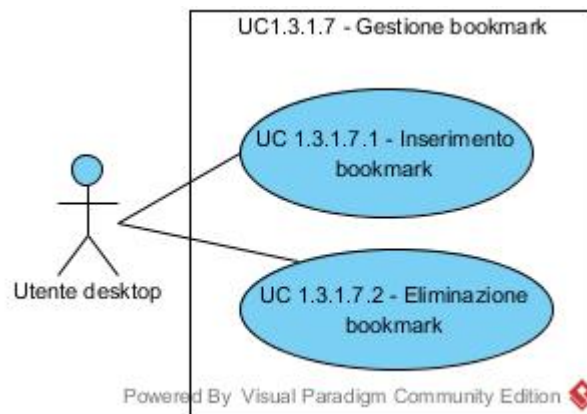 UC1.3.1.7 - Gestione bookmark
UC 1.3.1.7.1 - Inserimento
bookmark
Utente desktop
UC 1.3.1.7.2 - Eliminazione
bookmark
Powered By Visual Paradigm Community Edition